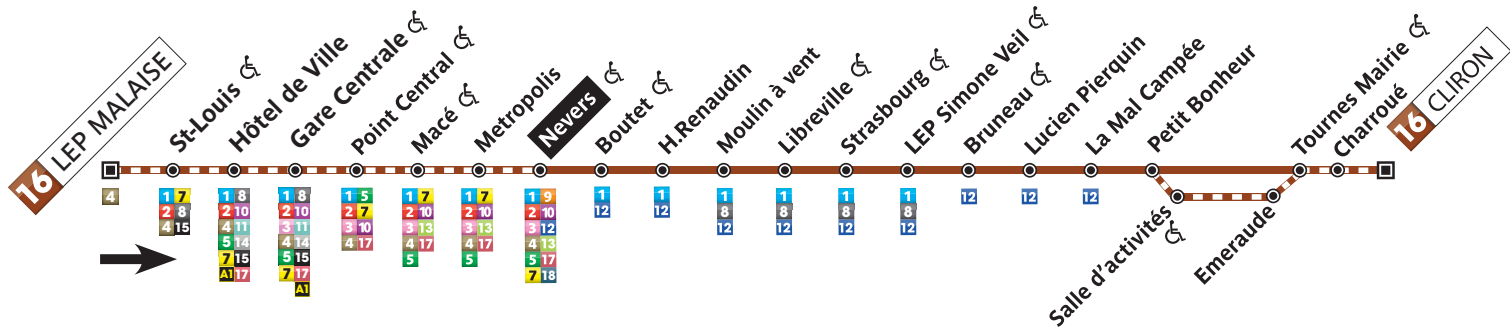 16 LEP MALAISE
St-Louis
Hôtel de Ville
Gare Centrale
Point Central
Macé
Metropolis
Nevers
Boutet
H.Renaudin
Moulin à vent
Libreville
Strasbourg
LEP Simone Veil
Bruneau
Lucien Pierquin
La Mal Campée
Petit Bonheur
Salle d'activités
Emeraude
Tournes Mairie
Charroué
16 CLIRON
4
1 7
2 8
4 15
1 8
2 10
4 11
5 14
7 15
A1 17
1 8
2 10
3 11
4 14
5 15
7 17
A1
1 5
2 7
3 10
4 17
1 7
2 10
3 13
4 17
5
1 7
2 10
3 13
4 17
5
1 9
2 10
3 12
4 13
5 17
7 18
1
12
1
12
1
8
12
1
8
12
1
8
12
1
8
12
12
12
12